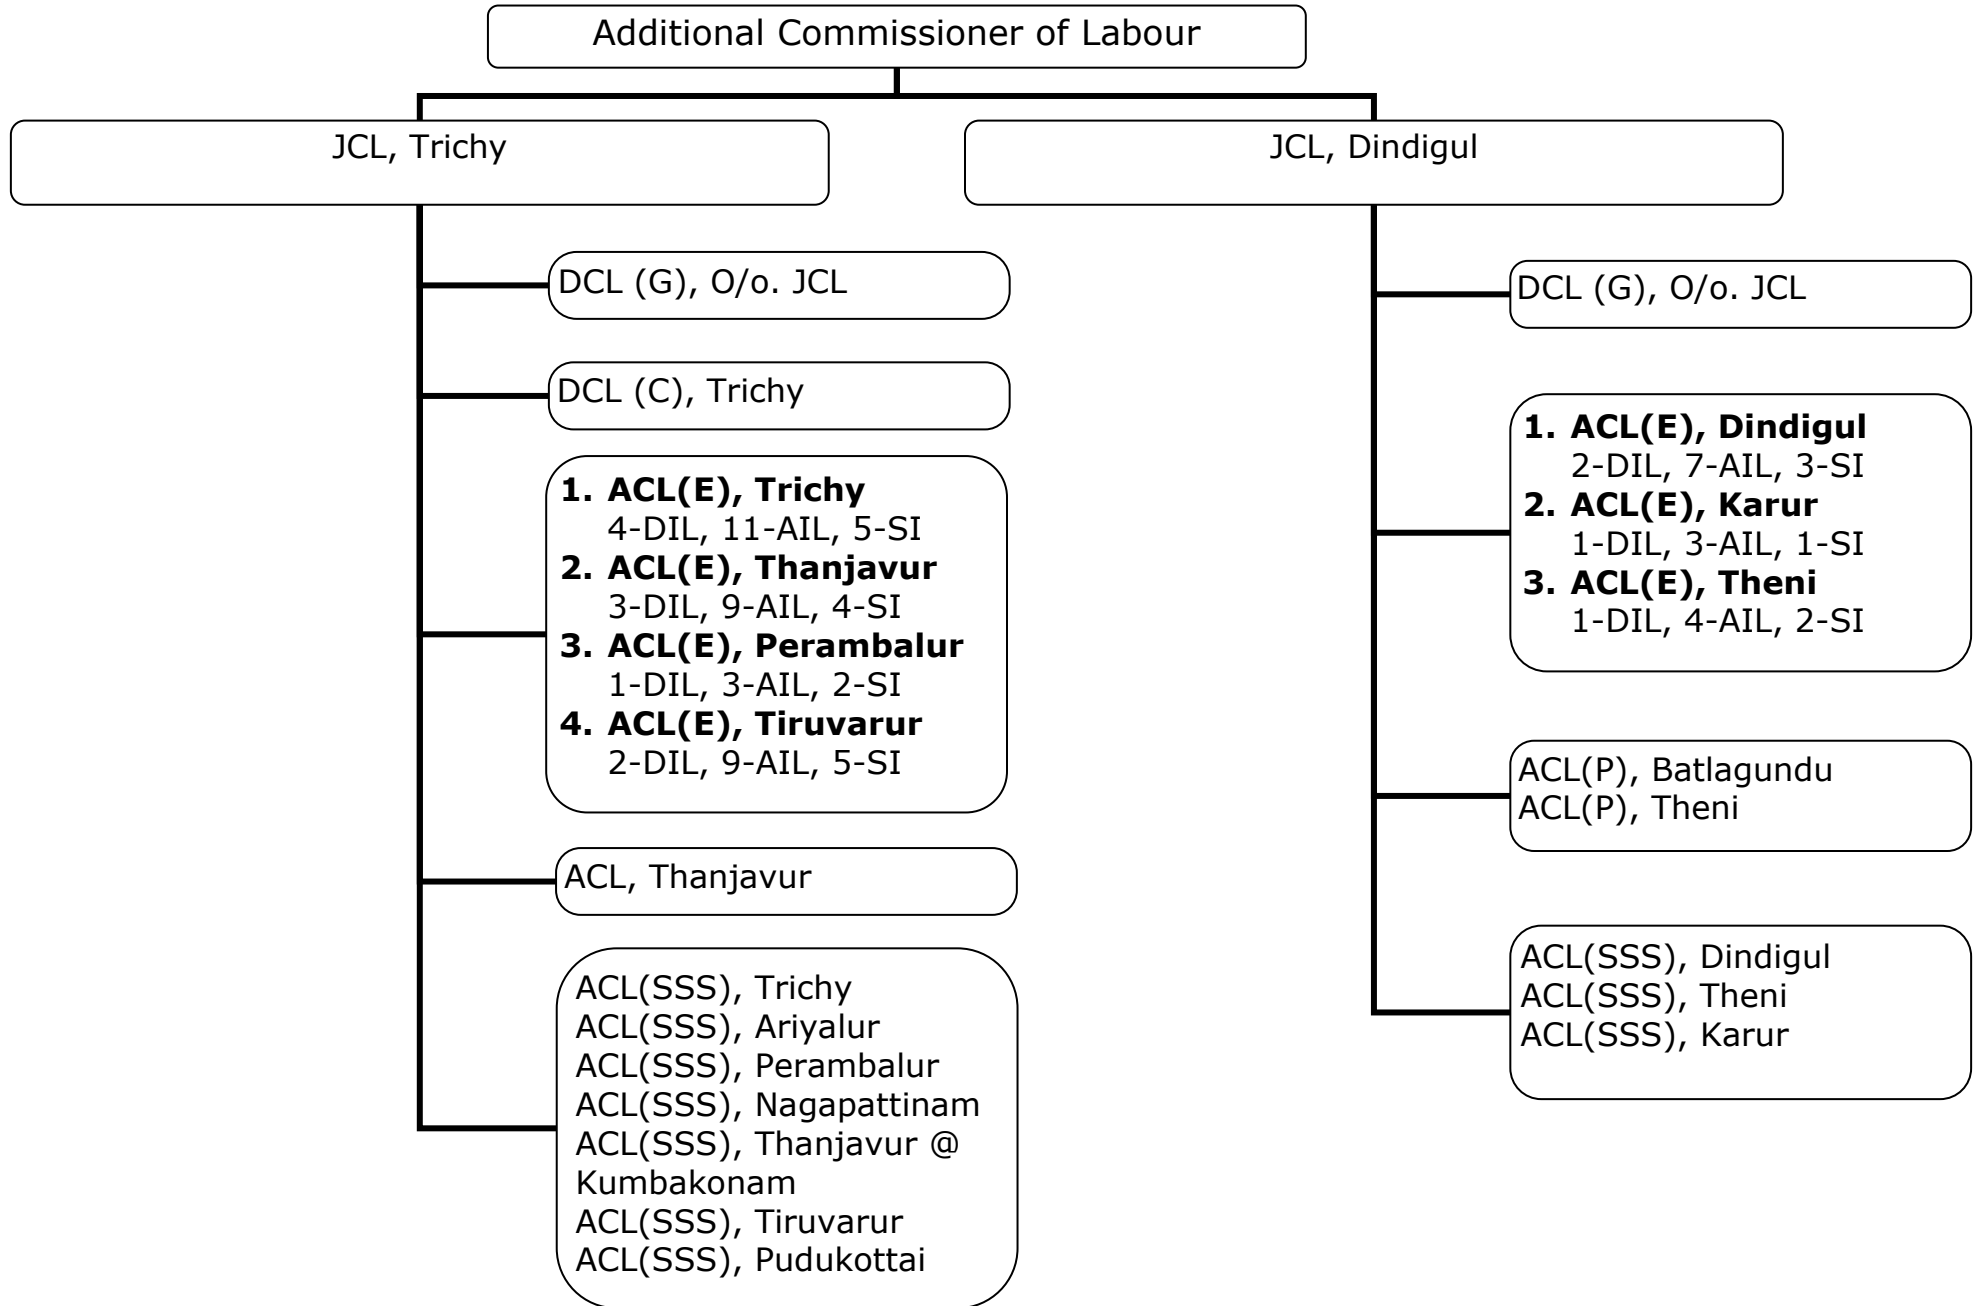 Additional Commissioner of Labour
JCL, Trichy
JCL, Dindigul
DCL (G), O/o. JCL
DCL (C), Trichy
1. ACL(E), Trichy
4-DIL, 11-AIL, 5-SI
2. ACL(E), Thanjavur
3-DIL, 9-AIL, 4-SI
3. ACL(E), Perambalur
1-DIL, 3-AIL, 2-SI
4. ACL(E), Tiruvarur
2-DIL, 9-AIL, 5-SI
ACL, Thanjavur
ACL(SSS), Trichy
ACL(SSS), Ariyalur
ACL(SSS), Perambalur
ACL(SSS), Nagapattinam
ACL(SSS), Thanjavur @
Kumbakonam
ACL(SSS), Tiruvarur
ACL(SSS), Pudukottai
DCL (G), O/o. JCL
1. ACL(E), Dindigul
2-DIL, 7-AIL, 3-SI
2. ACL(E), Karur
1-DIL, 3-AIL, 1-SI
3. ACL(E), Theni
1-DIL, 4-AIL, 2-SI
ACL(P), Batlagundu
ACL(P), Theni
ACL(SSS), Dindigul
ACL(SSS), Theni
ACL(SSS), Karur